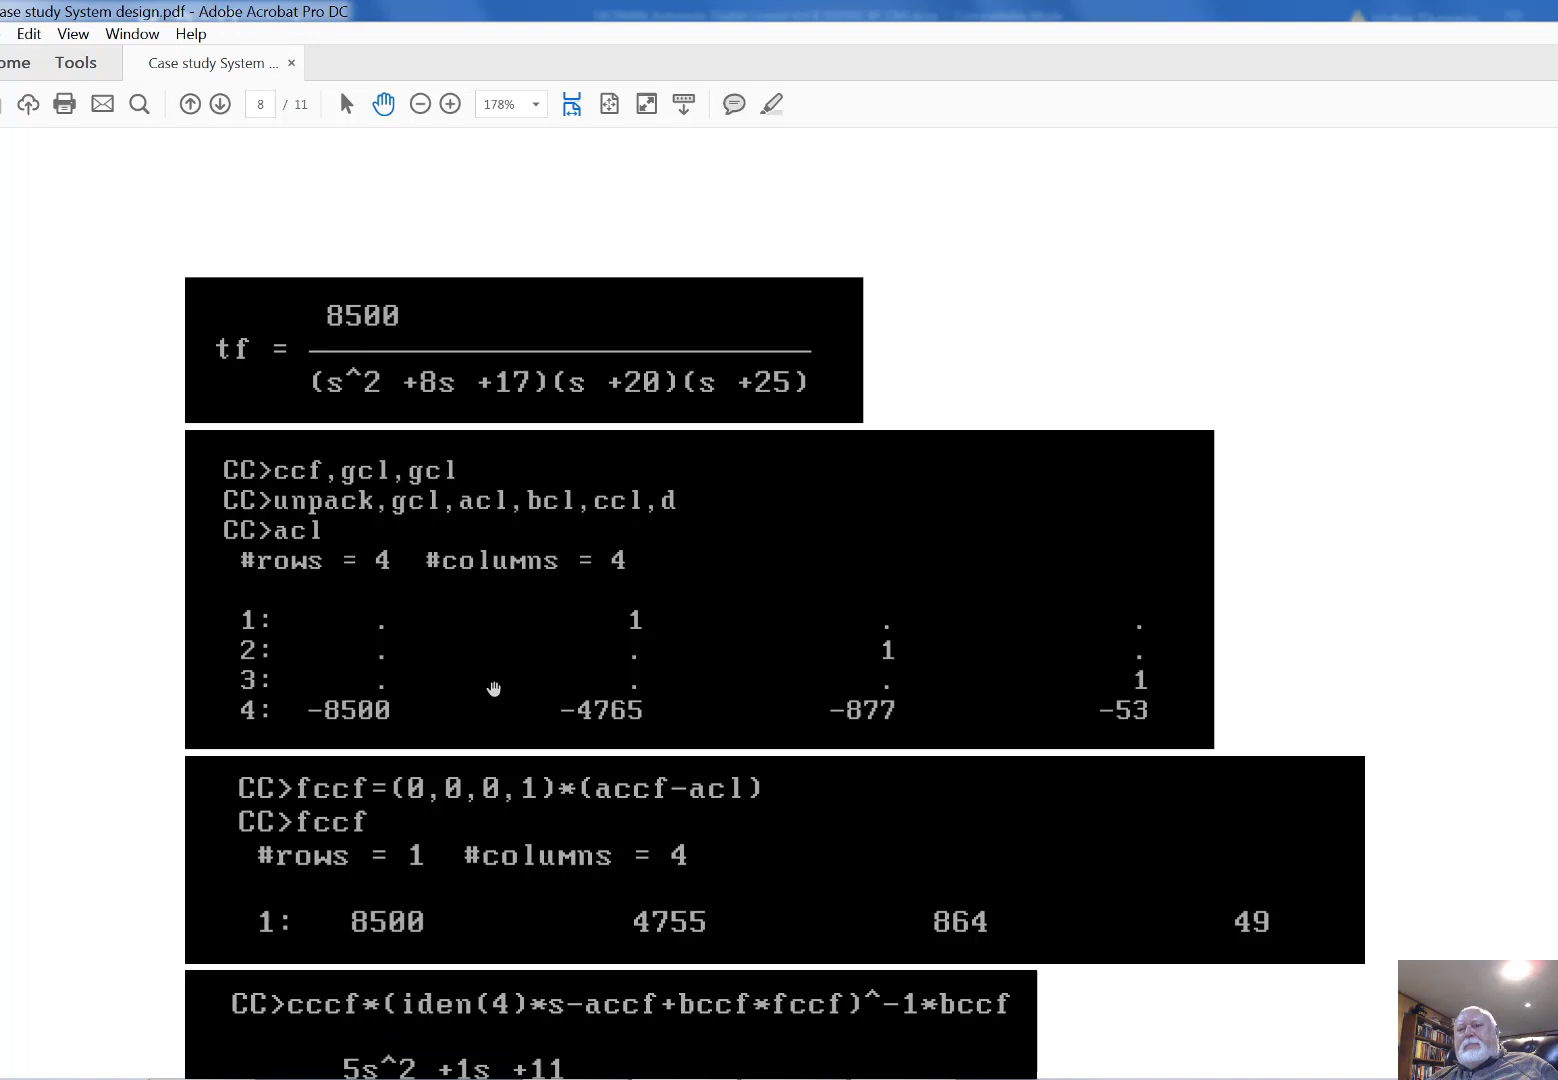 ase study System design.pdf - Adobe Acrobat Pro DC
Edit View Window Help
ome Tools Case study System ... ×
8 / 11 178%
8500
tf =
(s^2 +8s +17)(s +20)(s +25)
CC>ccf,gcl,gcl
CC>unpack,gcl,acl,bcl,ccl,d
CC>acl
#rows = 4 #columns = 4
1: . 1 . .
2: . . 1 .
3: . . . 1
4: -8500 -4765 -877 -53
CC>fccf=(0,0,0,1)*(accf-acl)
CC>fccf
#rows = 1 #columns = 4
1: 8500 4755 864 49
CC>cccf*(iden(4)*s-accf+bccf*fccf)^-1*bccf
5s^2 +1s +11